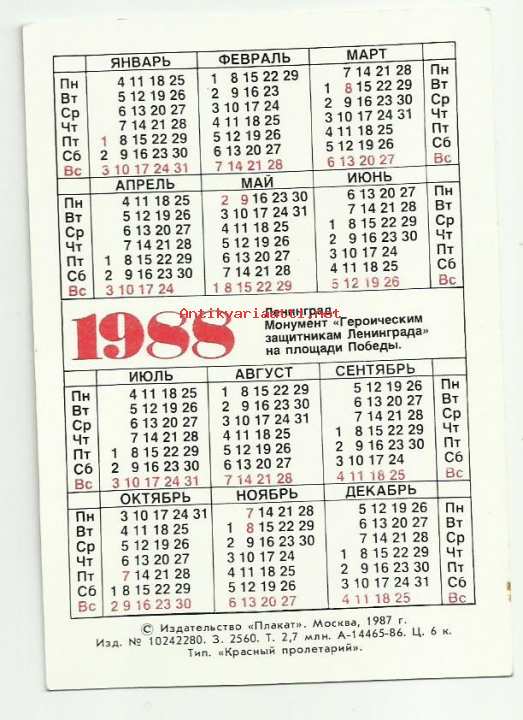 ЯНВАРЬ ФЕВРАЛЬ МАРТ
Пн 4 11 18 25 1 8 15 22 29 7 14 21 28 Пн
Вт 5 12 19 26 2 9 16 23 1 8 15 22 29 Вт
Ср 6 13 20 27 3 10 17 24 2 9 16 23 30 Ср
Чт 7 14 21 28 4 11 18 25 3 10 17 24 31 Чт
Пт 1 8 15 22 29 5 12 19 26 4 11 18 25 Пт
Сб 2 9 16 23 30 6 13 20 27 5 12 19 26 Сб
Вс 3 10 17 24 31 7 14 21 28 6 13 20 27 Вс
АПРЕЛЬ МАЙ ИЮНЬ
Пн 4 11 18 25 2 9 16 23 30 6 13 20 27 Пн
Вт 5 12 19 26 3 10 17 24 31 7 14 21 28 Вт
Ср 6 13 20 27 4 11 18 25 1 8 15 22 29 Ср
Чт 7 14 21 28 5 12 19 26 2 9 16 23 30 Чт
Пт 1 8 15 22 29 6 13 20 27 3 10 17 24 Пт
Сб 2 9 16 23 30 7 14 21 28 4 11 18 25 Сб
Вс 3 10 17 24 1 8 15 22 29 5 12 19 26 Вс
1988
Antikvariaatti.net
Ленинград.
Монумент «Героическим
защитникам Ленинграда»
на площади Победы.
ИЮЛЬ АВГУСТ СЕНТЯБРЬ
Пн 4 11 18 25 1 8 15 22 29 5 12 19 26 Пн
Вт 5 12 19 26 2 9 16 23 30 6 13 20 27 Вт
Ср 6 13 20 27 3 10 17 24 31 7 14 21 28 Ср
Чт 7 14 21 28 4 11 18 25 1 8 15 22 29 Чт
Пт 1 8 15 22 29 5 12 19 26 2 9 16 23 30 Пт
Сб 2 9 16 23 30 6 13 20 27 3 10 17 24 Сб
Вс 3 10 17 24 31 7 14 21 28 4 11 18 25 Вс
ОКТЯБРЬ НОЯБРЬ ДЕКАБРЬ
Пн 3 10 17 24 31 7 14 21 28 5 12 19 26 Пн
Вт 4 11 18 25 1 8 15 22 29 6 13 20 27 Вт
Ср 5 12 19 26 2 9 16 23 30 7 14 21 28 Ср
Чт 6 13 20 27 3 10 17 24 1 8 15 22 29 Чт
Пт 7 14 21 28 4 11 18 25 2 9 16 23 30 Пт
Сб 1 8 15 22 29 5 12 19 26 3 10 17 24 31 Сб
Вс 2 9 16 23 30 6 13 20 27 4 11 18 25 Вс
© Издательство «Плакат». Москва, 1987 г.
Изд. № 10242280. З. 2560. Т. 2,7 млн. А-14465-86. Ц. 6 к.
Тип. «Красный пролетарий».